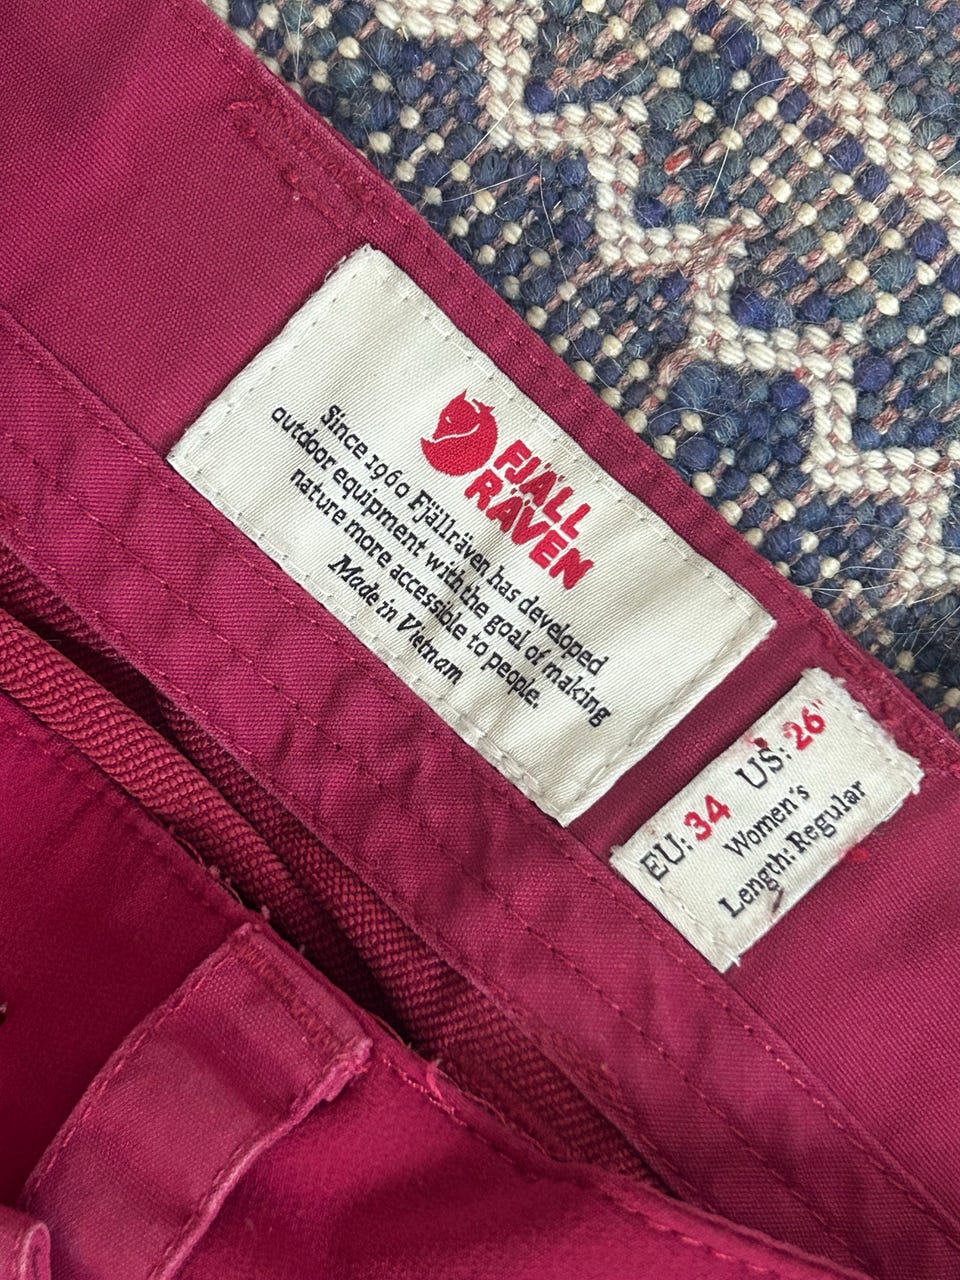 FJÄLL
RÄVEN
Since 1960 Fjällräven has developed
outdoor equipment with the goal of making
nature more accessible to people.
Made in Vietnam
EU: 34 US: 26"
Women's
Length: Regular